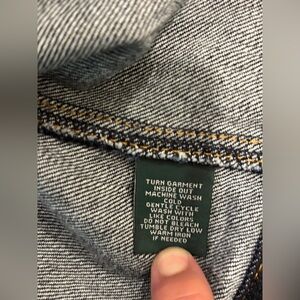 TURN GARMENT
INSIDE OUT
MACHINE WASH
COLD
GENTLE CYCLE
WASH WITH
LIKE COLORS
DO NOT BLEACH
TUMBLE DRY LOW
WARM IRON
IF NEEDED